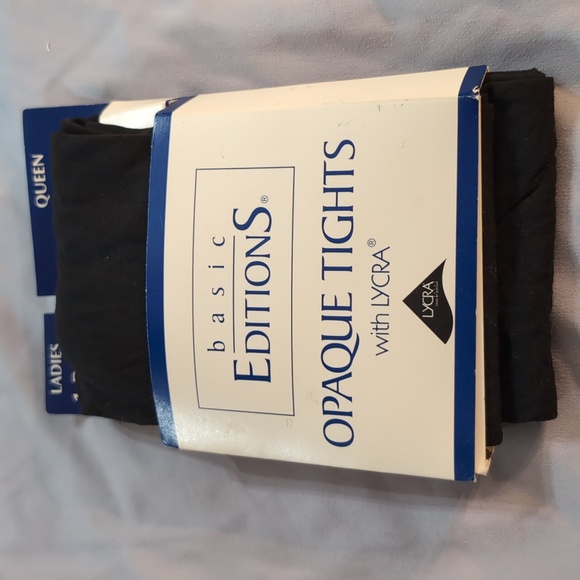 LADIES
QUEEN
basic
EDITIONS®
OPAQUE TIGHTS
with LYCRA®
LYCRA